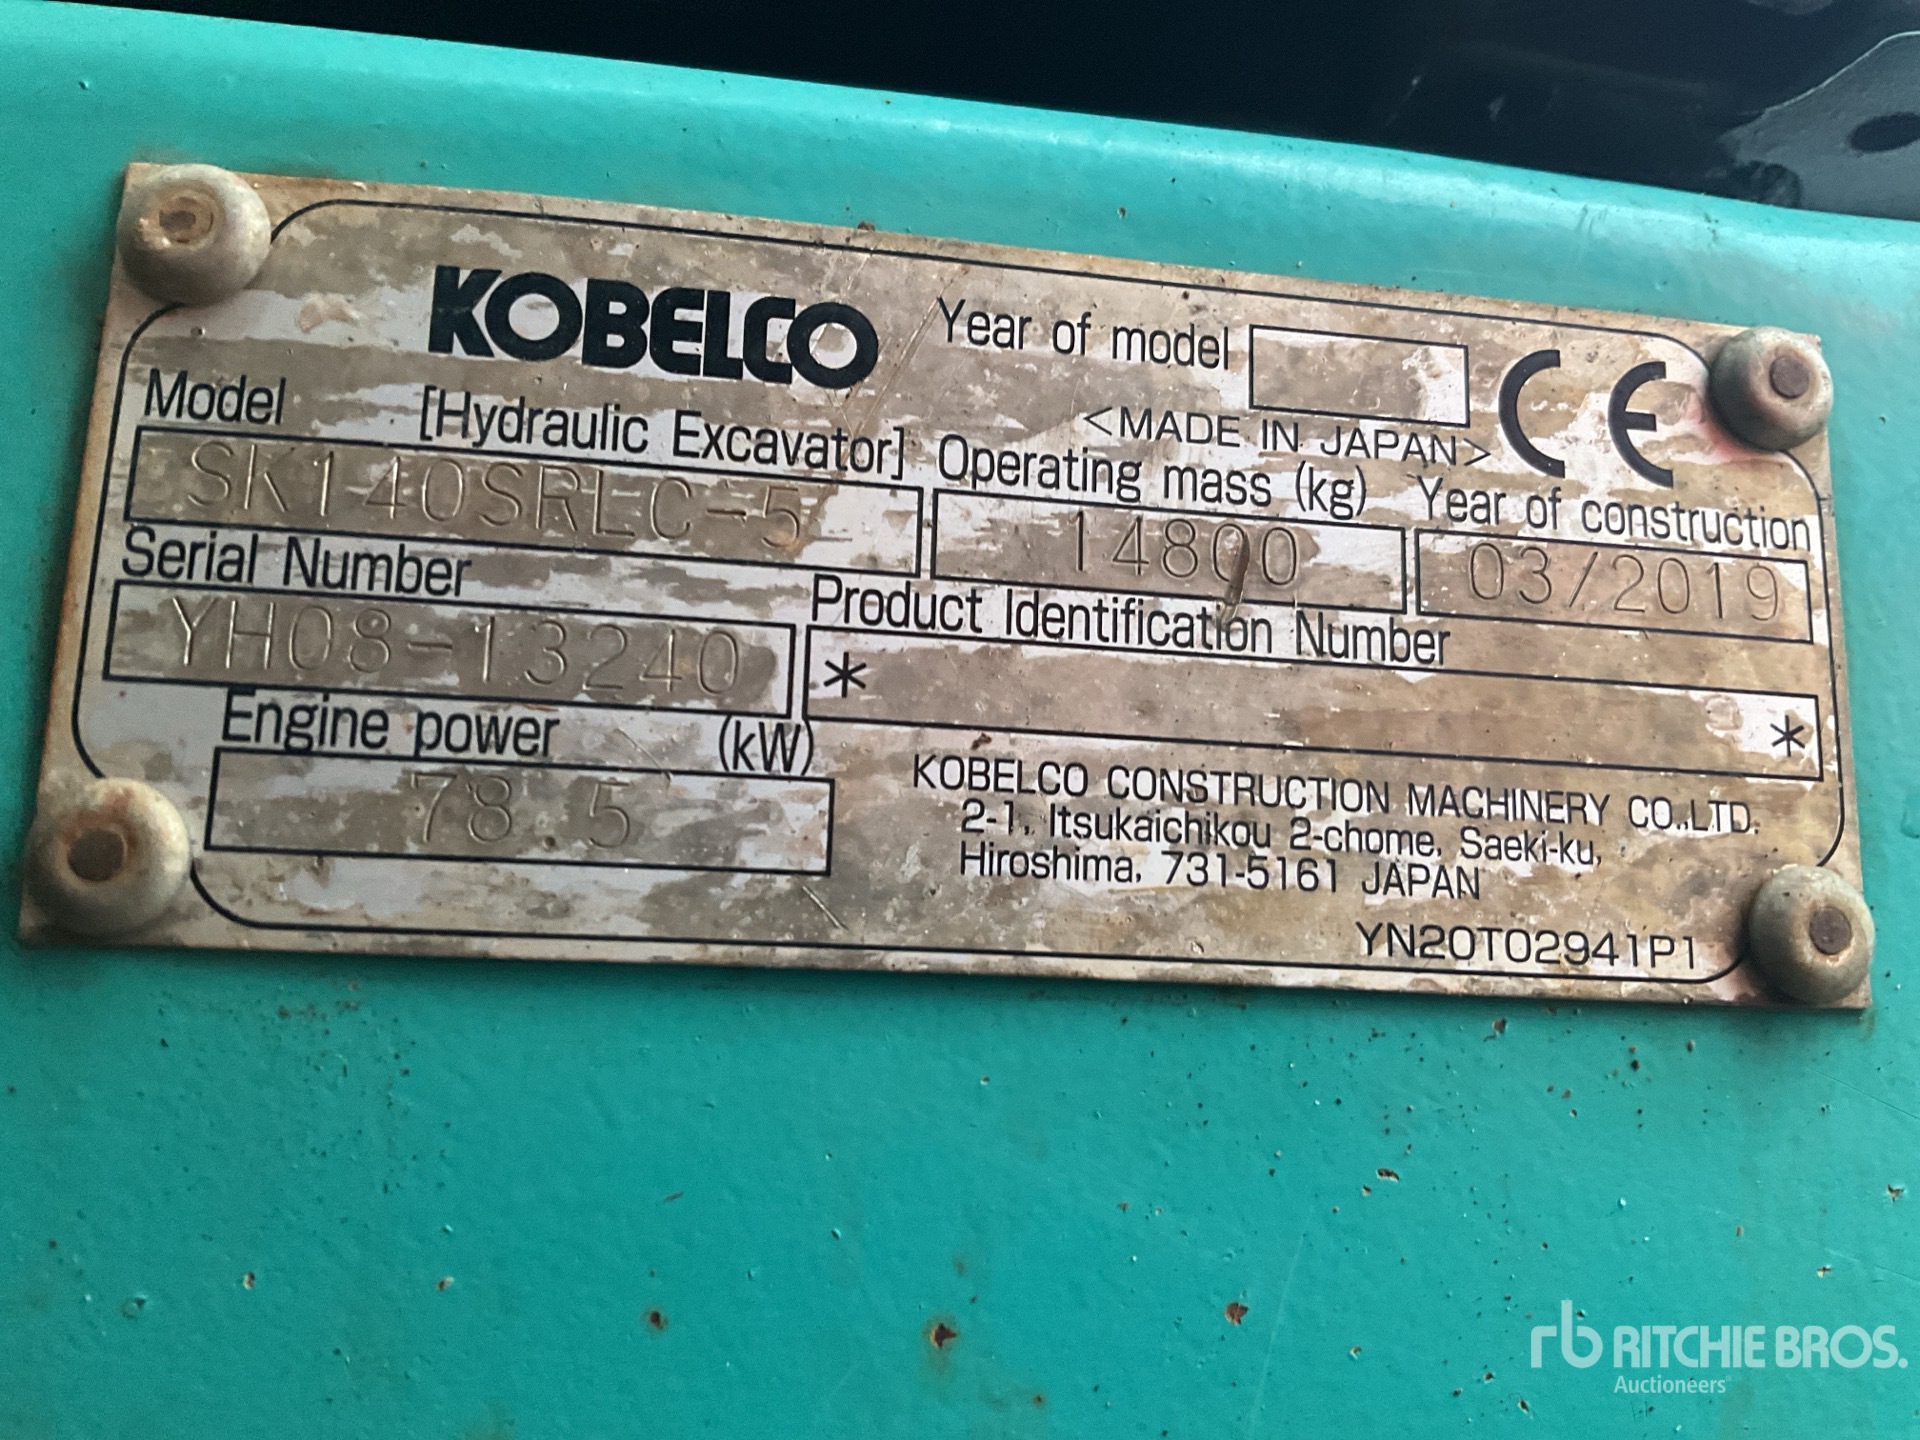 KOBELCO
Year of model
<MADE IN JAPAN>
CE
Model [Hydraulic Excavator]
SK140SRLC-5
Operating mass (kg)
14800
Year of construction
03/2019
Serial Number
YH08-13240
Product Identification Number
* *
Engine power (kW)
78.5
KOBELCO CONSTRUCTION MACHINERY CO.,LTD.
2-1, Itsukaichikou 2-chome, Saeki-ku,
Hiroshima, 731-5161 JAPAN
YN20T02941P1
rb RITCHIE BROS.
Auctioneers